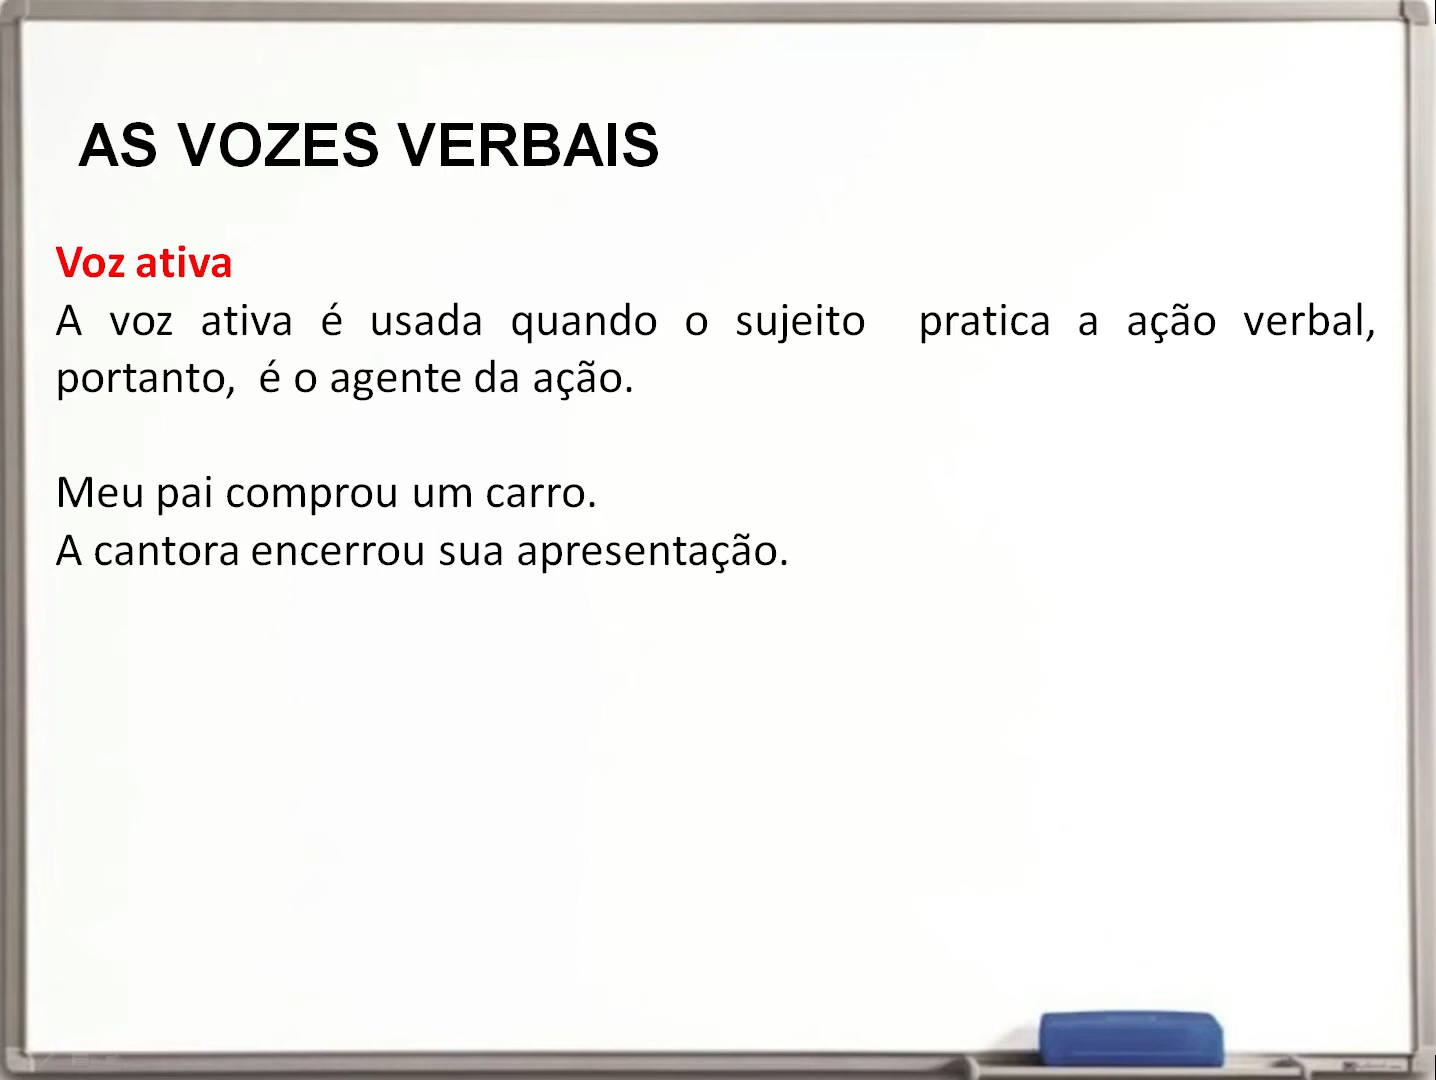 AS VOZES VERBAIS
Voz ativa
A voz ativa é usada quando o sujeito pratica a ação verbal,
portanto, é o agente da ação.
Meu pai comprou um carro.
A cantora encerrou sua apresentação.